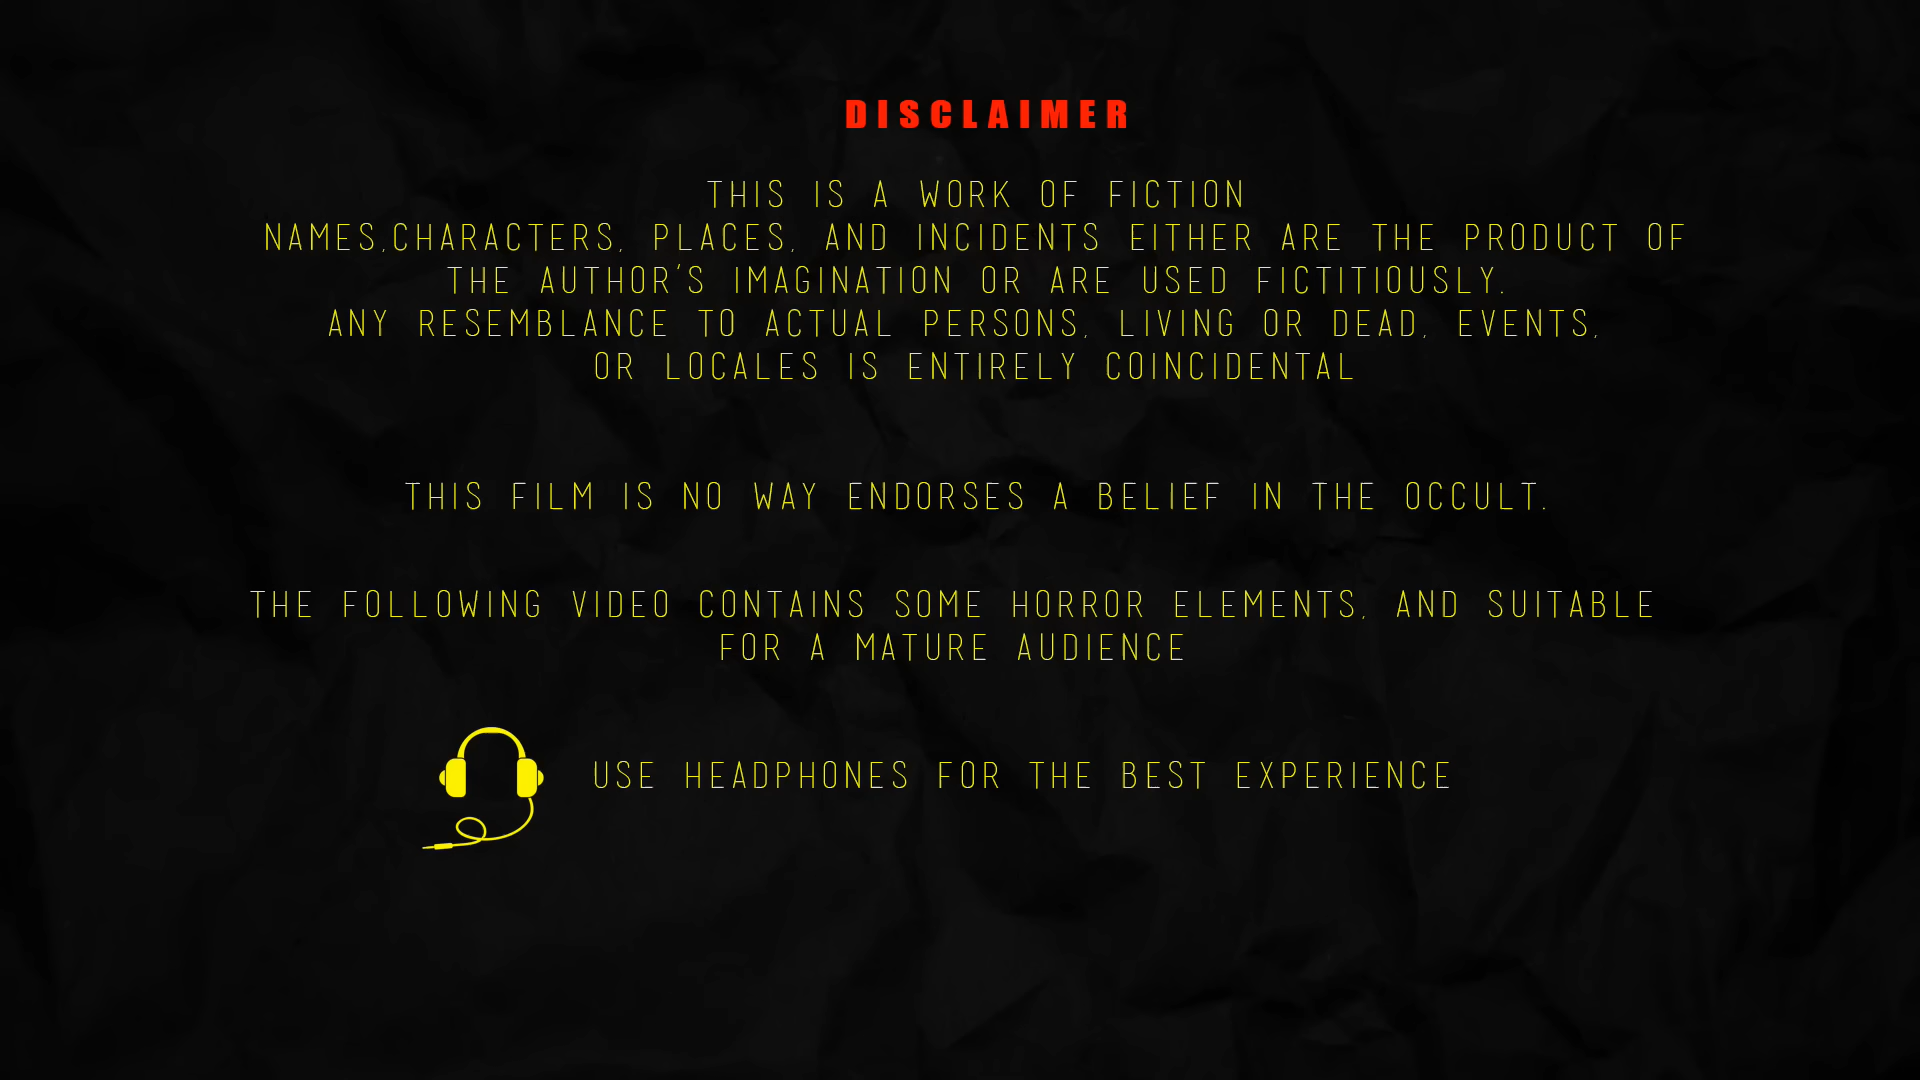 DISCLAIMER
THIS IS A WORK OF FICTION
NAMES,CHARACTERS, PLACES, AND INCIDENTS EITHER ARE THE PRODUCT OF
THE AUTHOR'S IMAGINATION OR ARE USED FICTITIOUSLY.
ANY RESEMBLANCE TO ACTUAL PERSONS, LIVING OR DEAD, EVENTS,
OR LOCALES IS ENTIRELY COINCIDENTAL
THIS FILM IS NO WAY ENDORSES A BELIEF IN THE OCCULT.
THE FOLLOWING VIDEO CONTAINS SOME HORROR ELEMENTS, AND SUITABLE
FOR A MATURE AUDIENCE
USE HEADPHONES FOR THE BEST EXPERIENCE